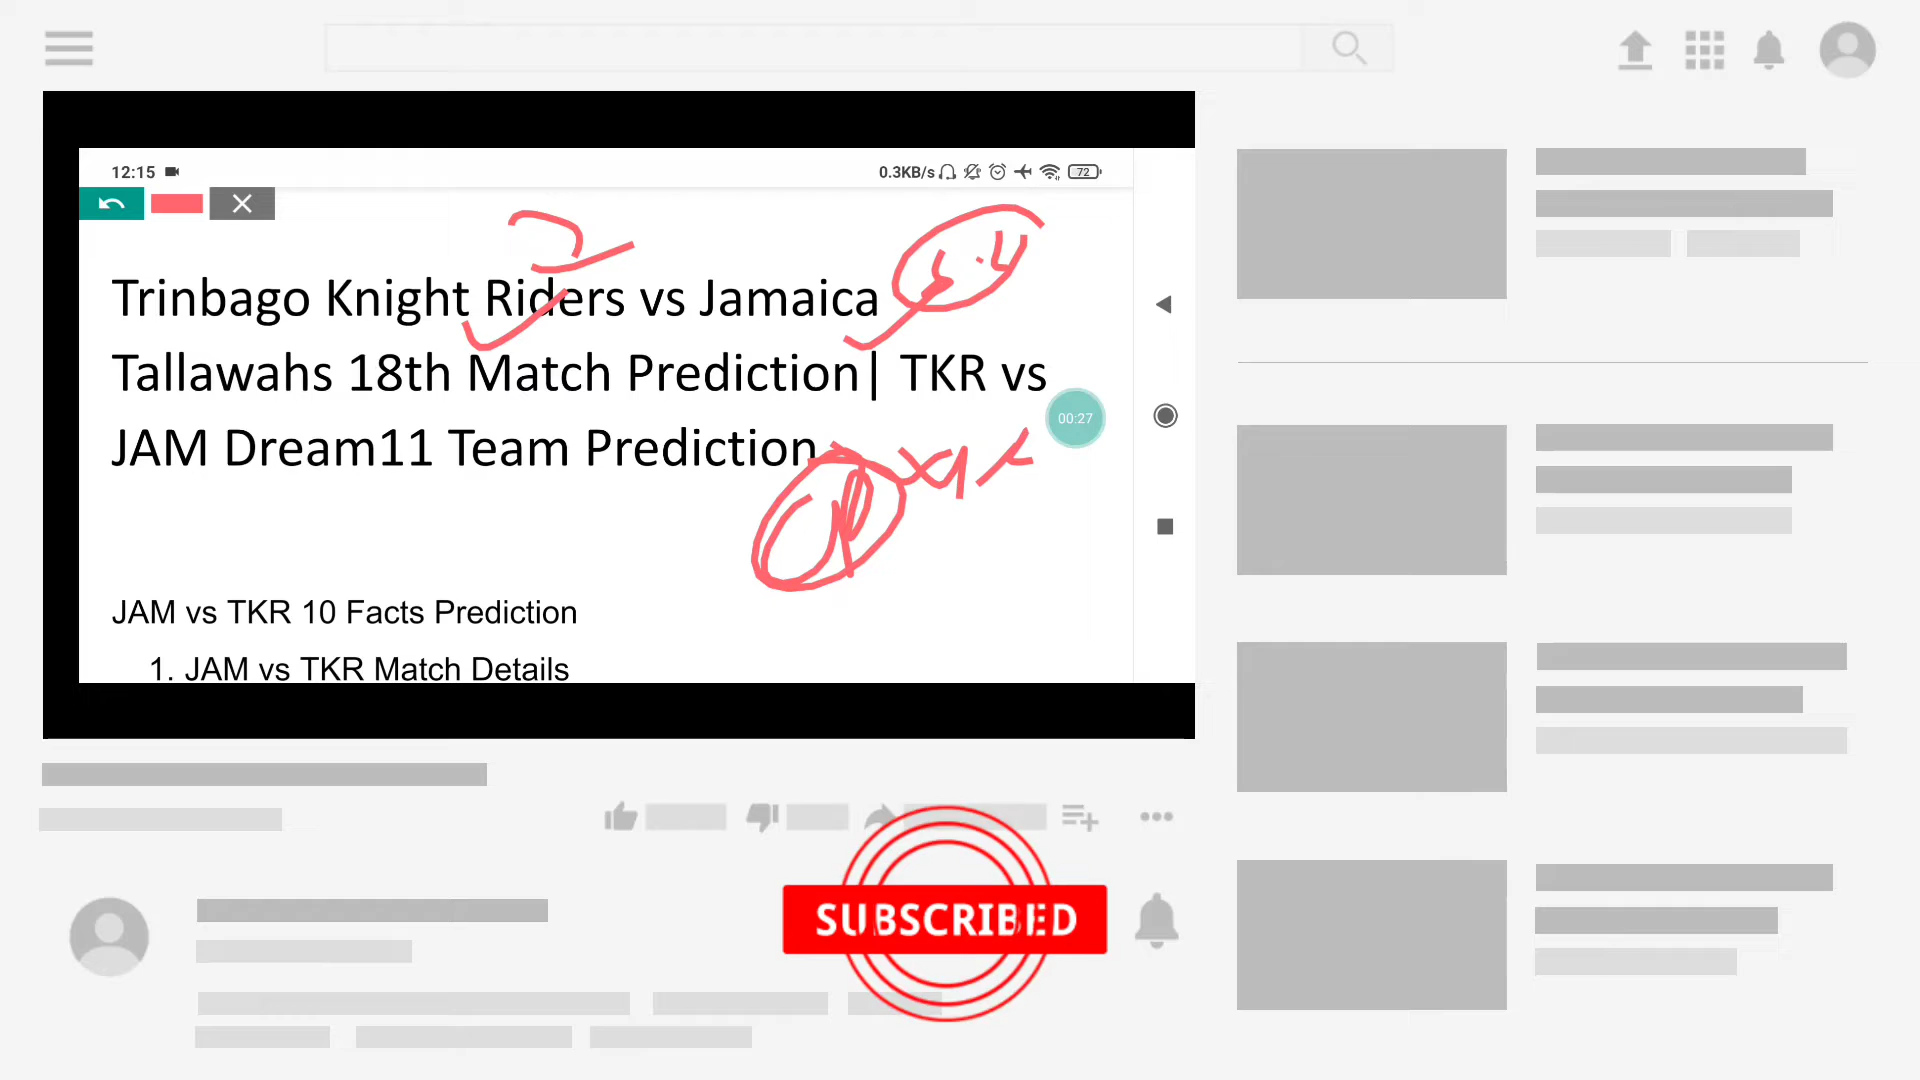 12:15
0.3KB/s
72
Trinbago Knight Riders vs Jamaica
Tallawahs 18th Match Prediction| TKR vs
JAM Dream11 Team Prediction
00:27
JAM vs TKR 10 Facts Prediction
1. JAM vs TKR Match Details
SUBSCRIBED